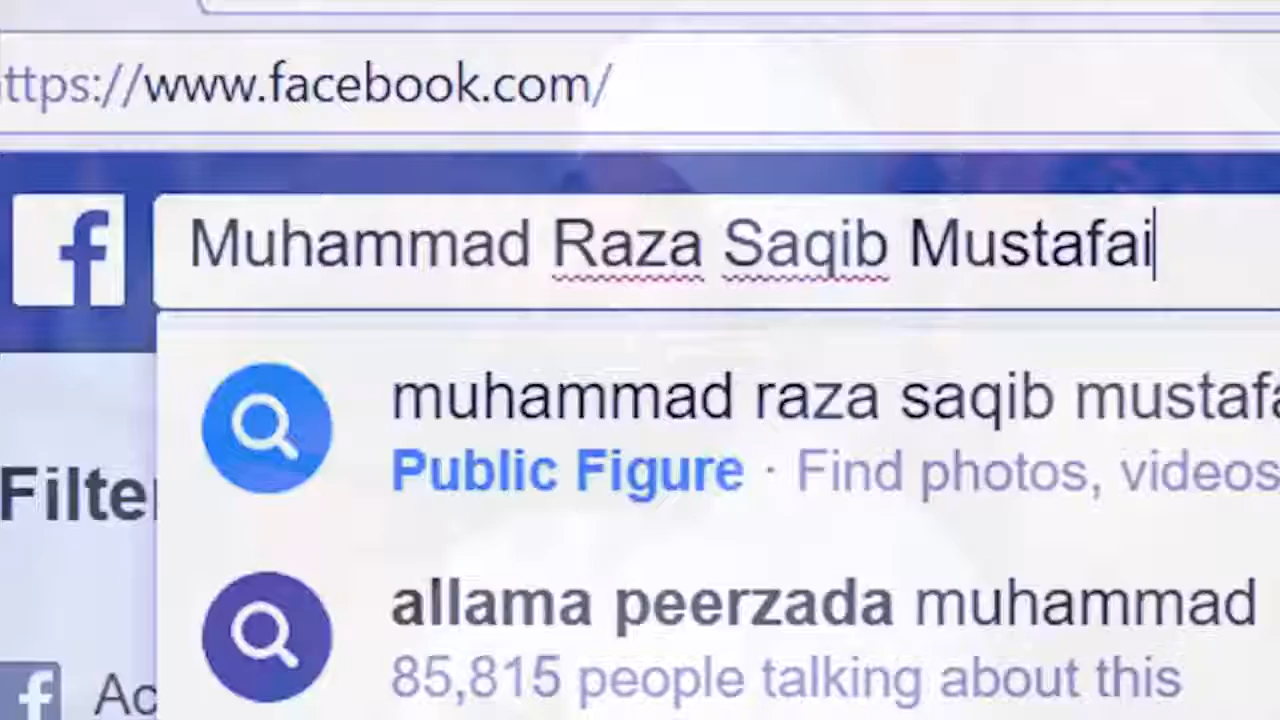 ttps://www.facebook.com/
f Muhammad Raza Saqib Mustafai
muhammad raza saqib mustafa
Public Figure · Find photos, videos
Filte
allama peerzada muhammad
85,815 people talking about this
f Ac